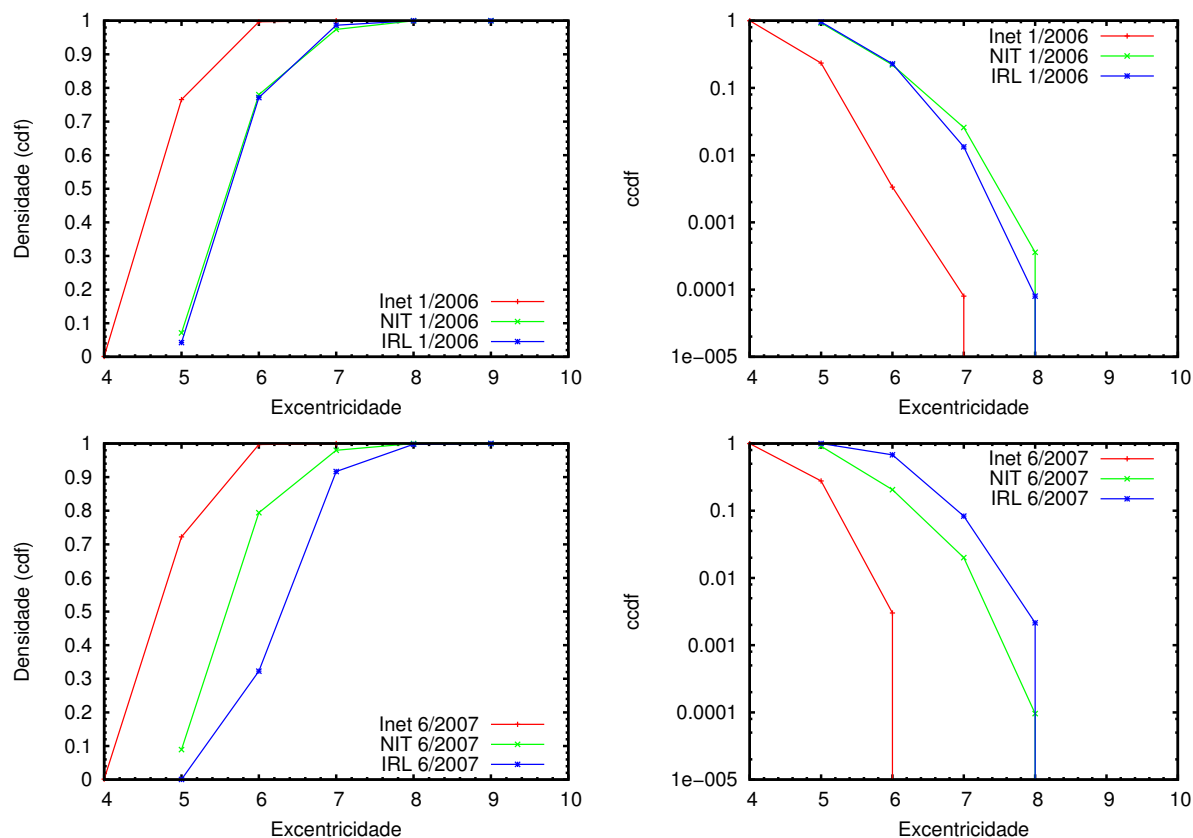 1
0.9
0.8
0.7
0.6
0.5
0.4
0.3
0.2
0.1
0
Densidade (cdf)
4 5 6 7 8 9 10
Excentricidade
Inet 1/2006
NIT 1/2006
IRL 1/2006
1
0.1
0.01
0.001
0.0001
1e-005
ccdf
4 5 6 7 8 9 10
Excentricidade
Inet 1/2006
NIT 1/2006
IRL 1/2006
1
0.9
0.8
0.7
0.6
0.5
0.4
0.3
0.2
0.1
0
Densidade (cdf)
4 5 6 7 8 9 10
Excentricidade
Inet 6/2007
NIT 6/2007
IRL 6/2007
1
0.1
0.01
0.001
0.0001
1e-005
ccdf
4 5 6 7 8 9 10
Excentricidade
Inet 6/2007
NIT 6/2007
IRL 6/2007